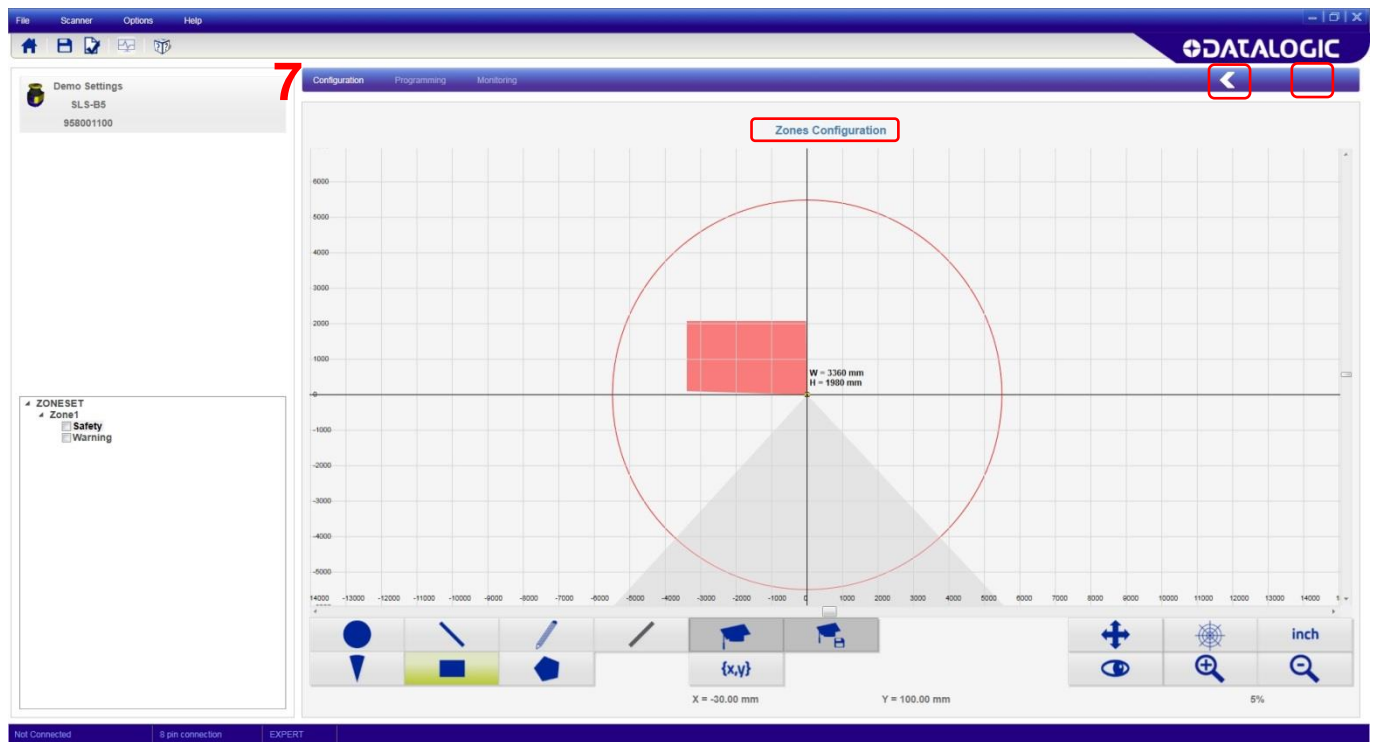 File Scanner Options Help
DATALOGIC
7
Configuration Programming Monitoring
Demo Settings
SLS-B5
958001100
Zones Configuration
6000
5000
4000
3000
2000
1000
0
-1000
-2000
-3000
-4000
-5000
W = 3360 mm
H = 1980 mm
ZONESET
Zone1
Safety
Warning
14000 -13000 -12000 -11000 -10000 -9000 -8000 -7000 -6000 -5000 -4000 -3000 -2000 -1000 0 1000 2000 3000 4000 5000 6000 7000 8000 9000 10000 11000 12000 13000 14000 1
inch
{x,y}
X = -30.00 mm Y = 100.00 mm 5%
Not Connected 8 pin connection EXPERT